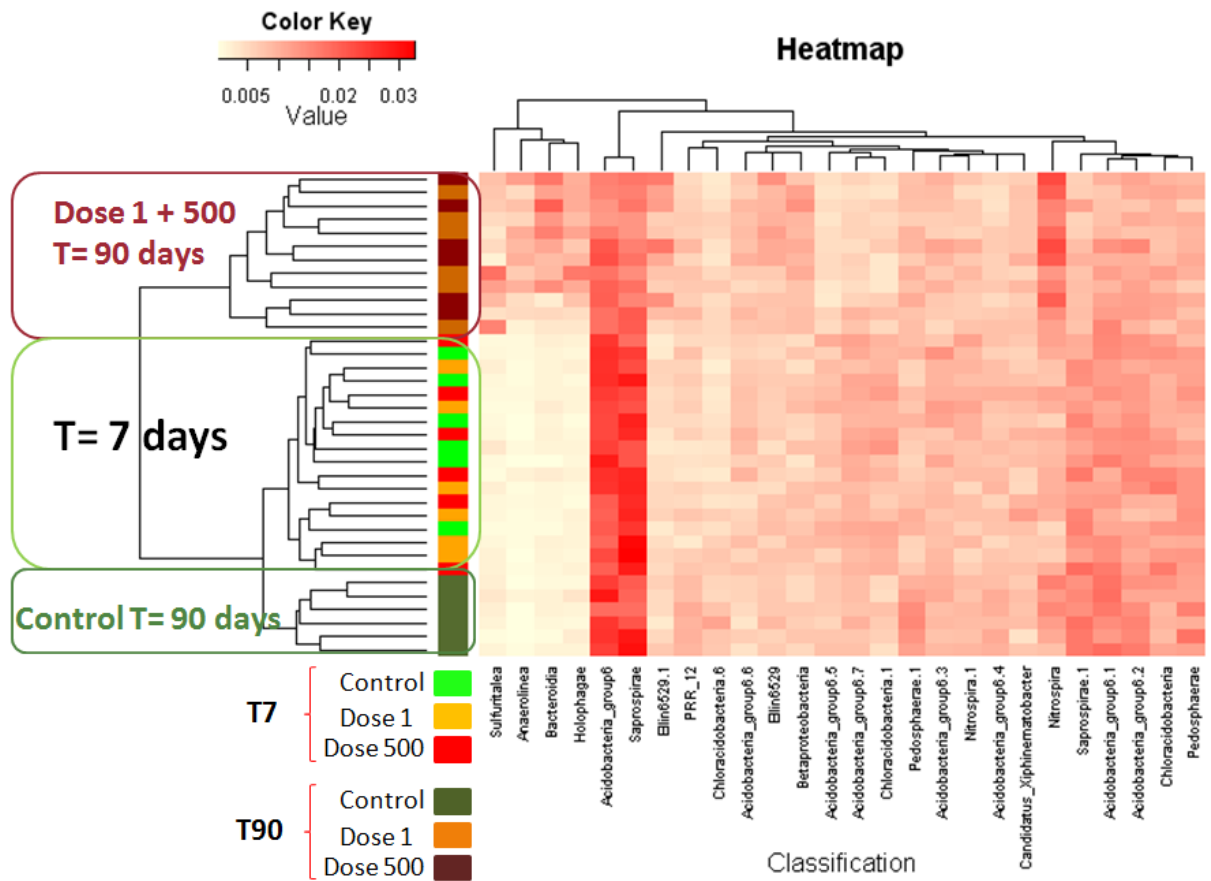 Color Key
0.005 0.02 0.03
Value
Heatmap
Dose 1 + 500
T= 90 days
T= 7 days
Control T= 90 days
Sulfuritalea
Anaerolinea
Bacteroidia
Holophagae
Acidobacteria_group6
Saprospirae
Ellin6529.1
PRR_12
Chloracidobacteria.6
Acidobacteria_group6.6
Ellin6529
Betaproteobacteria
Acidobacteria_group6.5
Acidobacteria_group6.7
Chloracidobacteria.1
Pedosphaerae.1
Acidobacteria_group6.3
Nitrospira.1
Acidobacteria_group6.4
Candidatus_Xiphinematobacter
Nitrospira
Saprospirae.1
Acidobacteria_group6.1
Acidobacteria_group6.2
Chloracidobacteria
Pedosphaerae
Classification
T7
Control
Dose 1
Dose 500
T90
Control
Dose 1
Dose 500